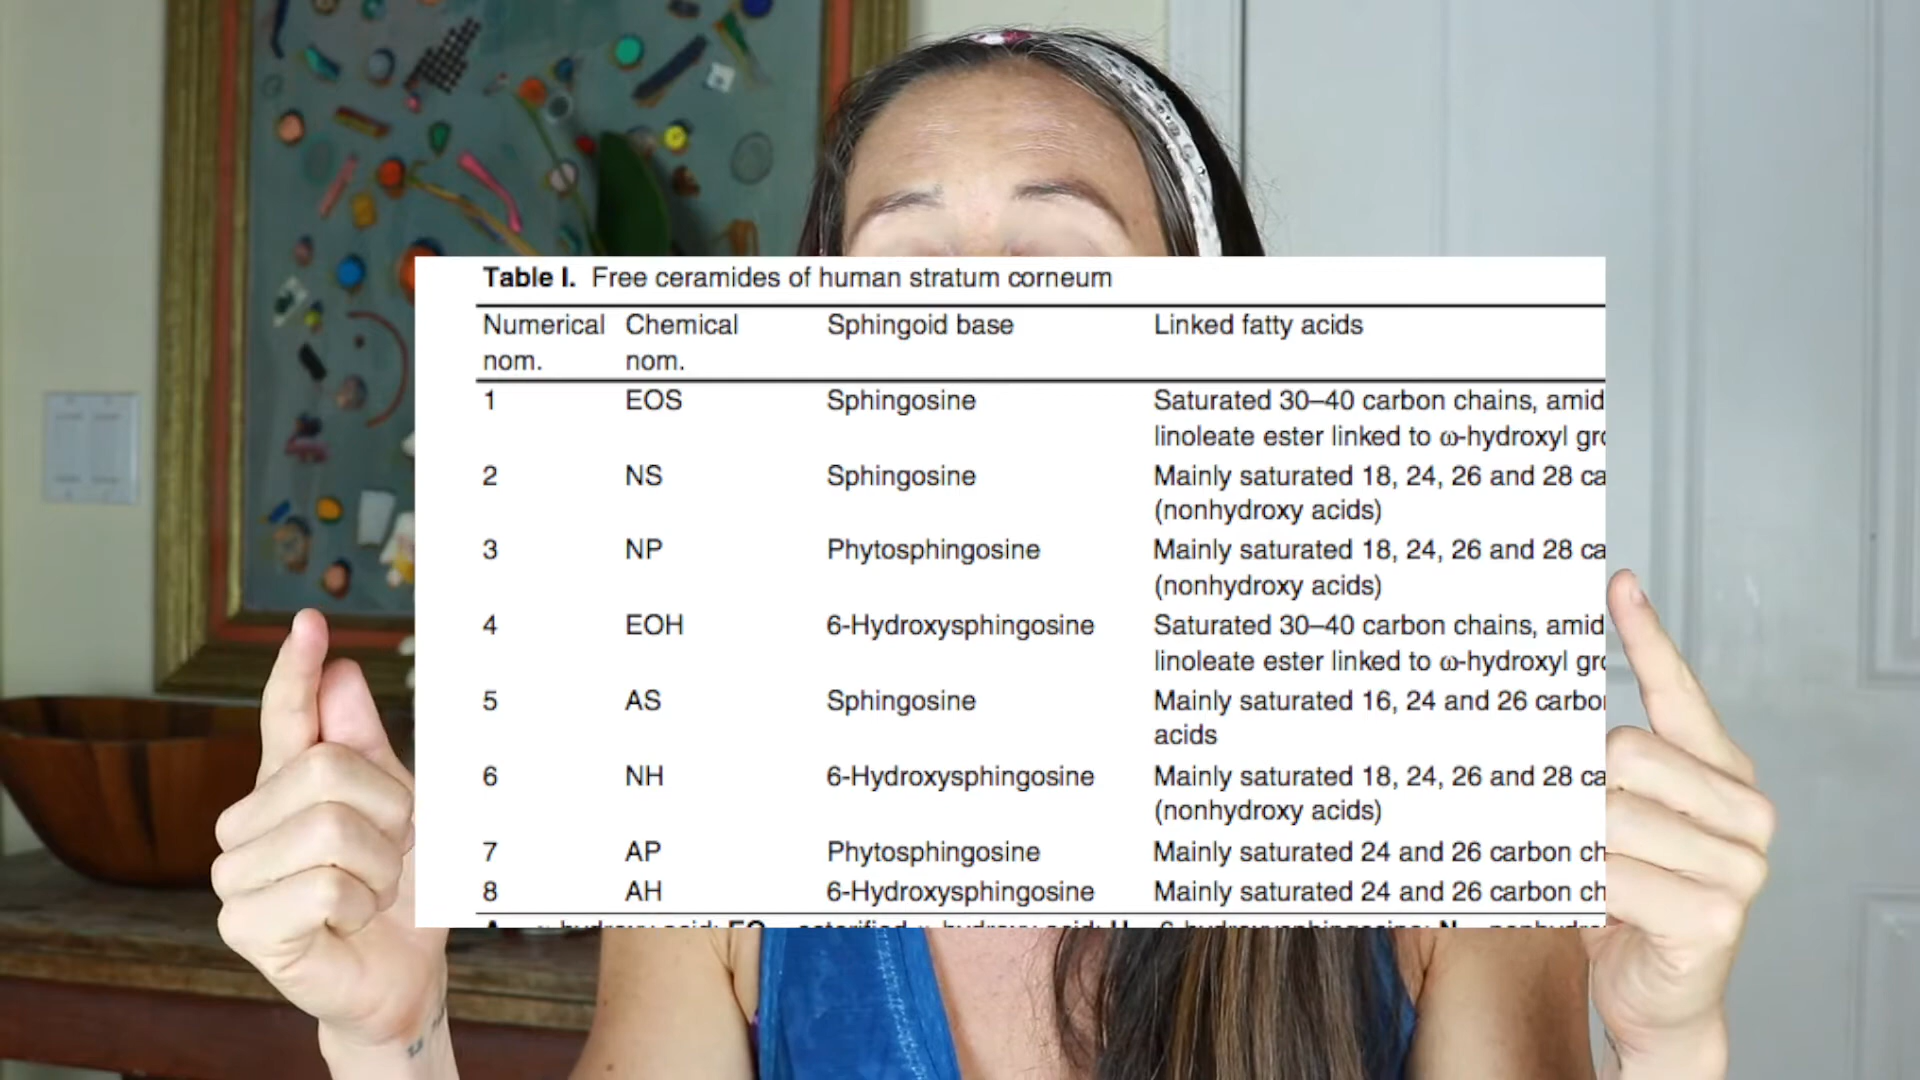 Table I. Free ceramides of human stratum corneum
Numerical Chemical Sphingoid base Linked fatty acids
nom. nom.
1 EOS Sphingosine Saturated 30–40 carbon chains, amid
linoleate ester linked to ω-hydroxyl gro
2 NS Sphingosine Mainly saturated 18, 24, 26 and 28 ca
(nonhydroxy acids)
3 NP Phytosphingosine Mainly saturated 18, 24, 26 and 28 ca
(nonhydroxy acids)
4 EOH 6-Hydroxysphingosine Saturated 30–40 carbon chains, amid
linoleate ester linked to ω-hydroxyl gro
5 AS Sphingosine Mainly saturated 16, 24 and 26 carbon
acids
6 NH 6-Hydroxysphingosine Mainly saturated 18, 24, 26 and 28 ca
(nonhydroxy acids)
7 AP Phytosphingosine Mainly saturated 24 and 26 carbon ch
8 AH 6-Hydroxysphingosine Mainly saturated 24 and 26 carbon ch